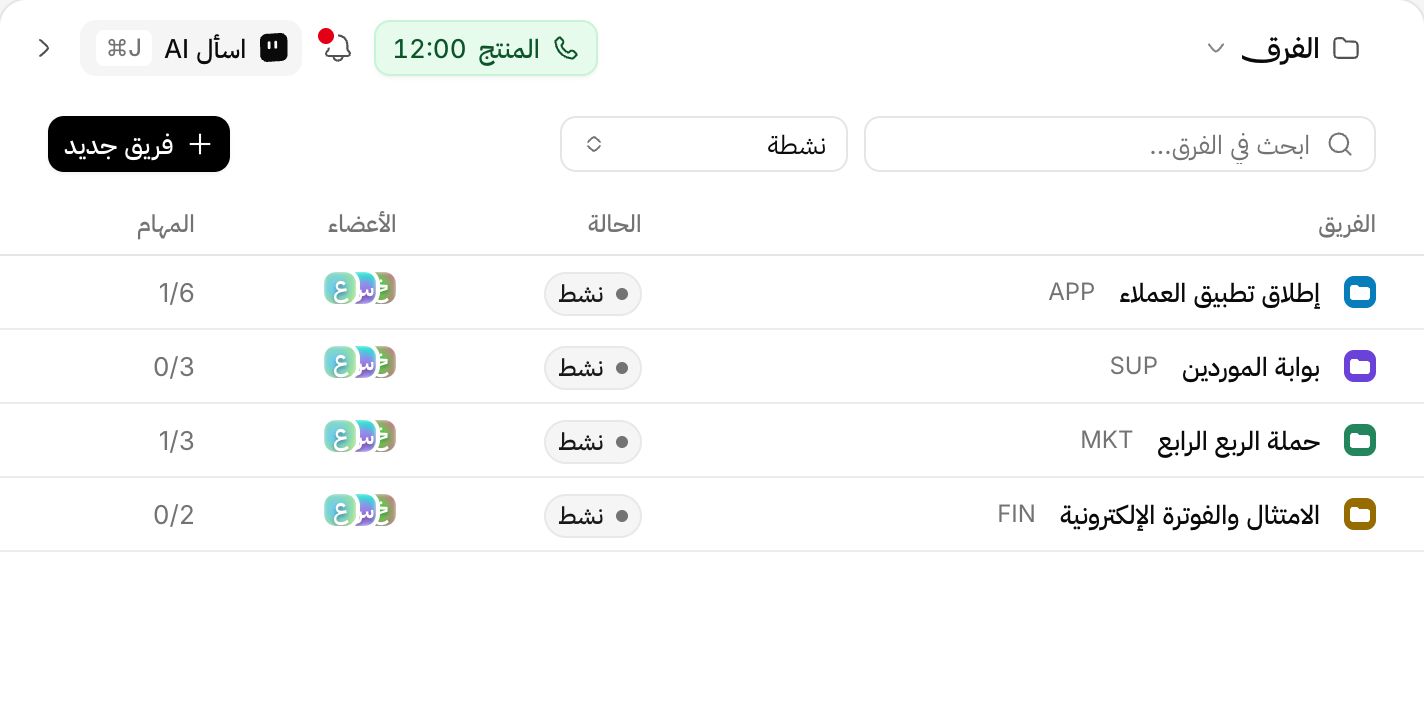 الفرق المنتج 12:00 اسأل AI ⌘J
ابحث في الفرق... نشطة فريق جديد
الفريق الحالة الأعضاء المهام
إطلاق تطبيق العملاء APP نشط س ع 1/6
بوابة الموردين SUP نشط س ع 0/3
حملة الربع الرابع MKT نشط س ع 1/3
الامتثال والفوترة الإلكترونية FIN نشط س ع 0/2